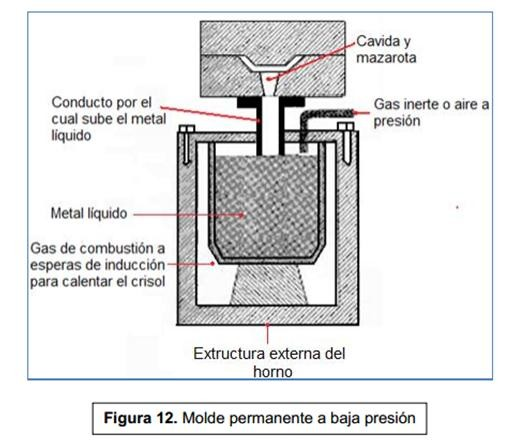 Cavida y
mazarota
Conducto por el
cual sube el metal
líquido
Gas inerte o aire a
presión
Metal líquido
Gas de combustión a
esperas de inducción
para calentar el crisol
Extructura externa del
horno
Figura 12. Molde permanente a baja presión